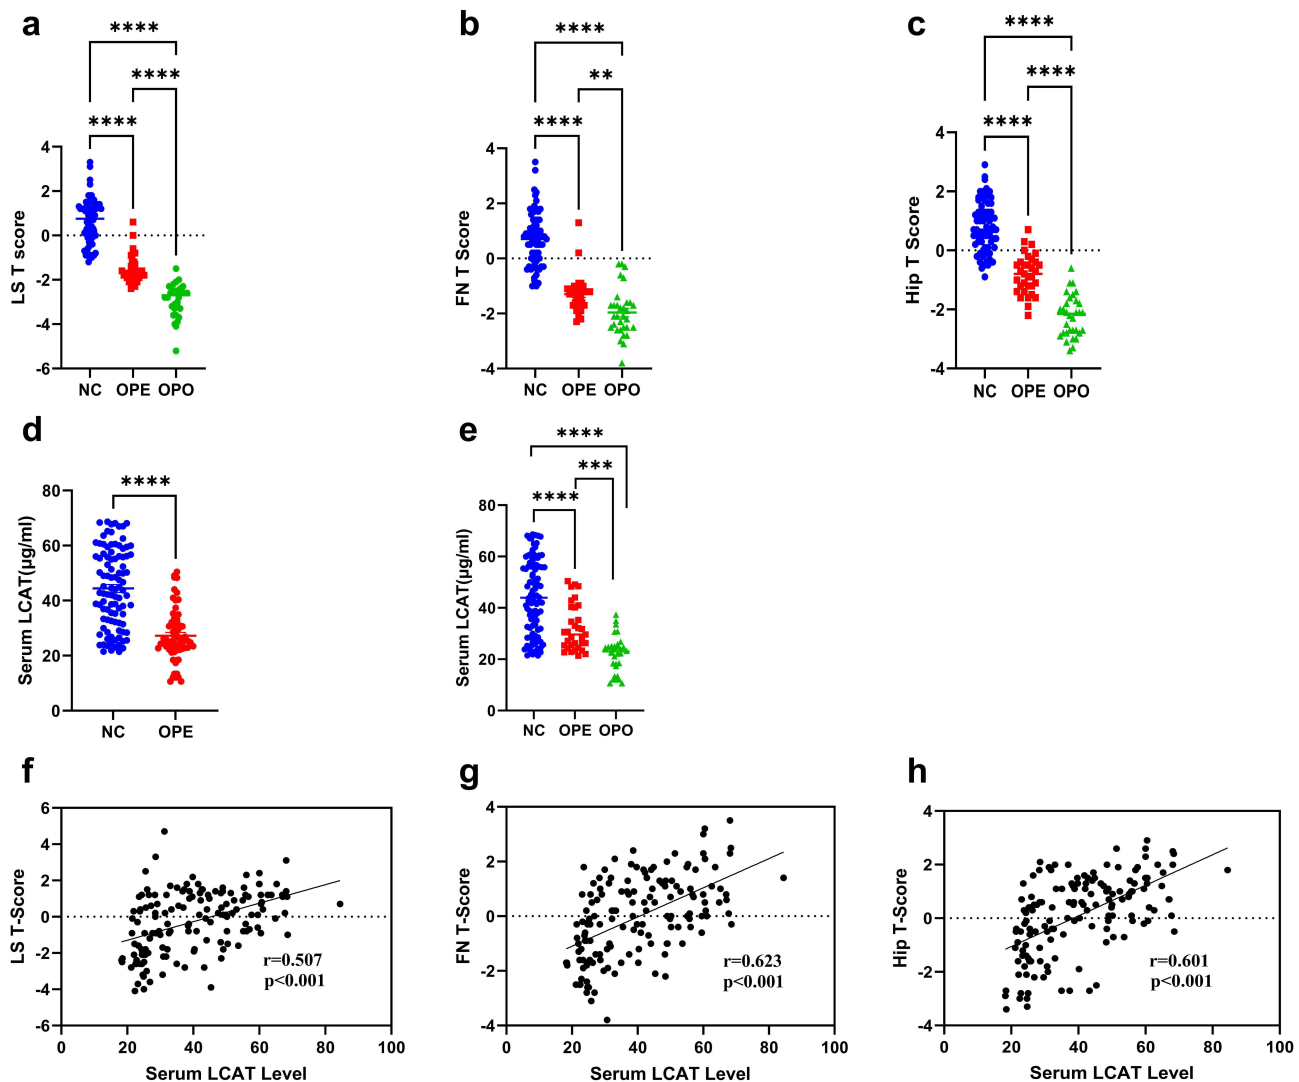 a
****
****
****
LS T score
4
2
0
-2
-4
-6
NC OPE OPO
b
****
**
****
FN T Score
4
2
0
-2
-4
NC OPE OPO
c
****
****
****
Hip T Score
4
2
0
-2
-4
NC OPE OPO
d
****
Serum LCAT(μg/ml)
80
60
40
20
0
NC OPE
e
****
***
****
Serum LCAT(μg/ml)
80
60
40
20
0
NC OPE OPO
f
LS T-Score
6
4
2
0
-2
-4
-6
r=0.507
p<0.001
0 20 40 60 80 100
Serum LCAT Level
g
FN T-Score
4
2
0
-2
-4
r=0.623
p<0.001
0 20 40 60 80 100
Serum LCAT Level
h
Hip T-Score
4
2
0
-2
-4
r=0.601
p<0.001
0 20 40 60 80 100
Serum LCAT Level